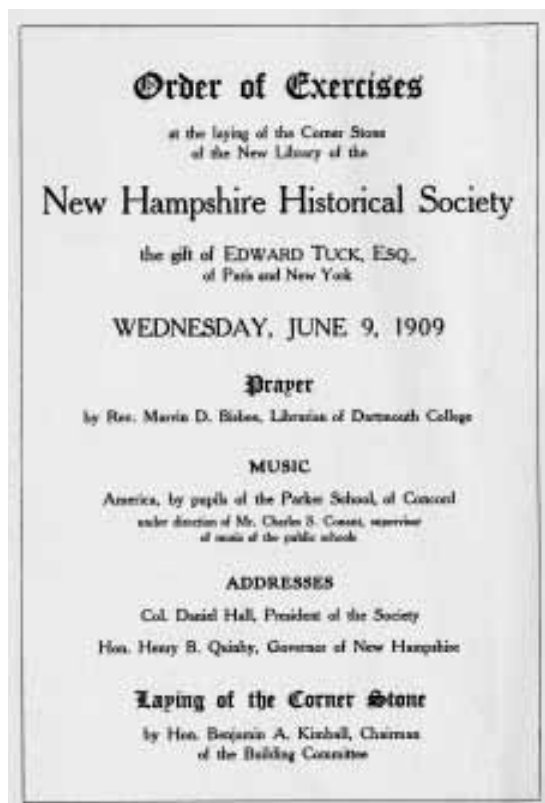 Order of Exercises
at the laying of the Corner Stone
of the New Library of the
New Hampshire Historical Society
the gift of EDWARD TUCK, ESQ.,
of Paris and New York
WEDNESDAY, JUNE 9, 1909
Prayer
by Rev. Marvin D. Bisbee, Librarian of Dartmouth College
MUSIC
America, by pupils of the Parker School, of Concord
under direction of Mr. Charles S. Conant, supervisor
of music of the public schools
ADDRESSES
Col. Daniel Hall, President of the Society
Hon. Henry B. Quinby, Governor of New Hampshire
Laying of the Corner Stone
by Hon. Benjamin A. Kimball, Chairman
of the Building Committee